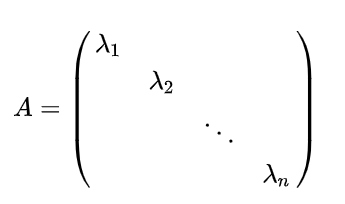 λ₁
λ₂
A = ( ⋱ )
λₙ